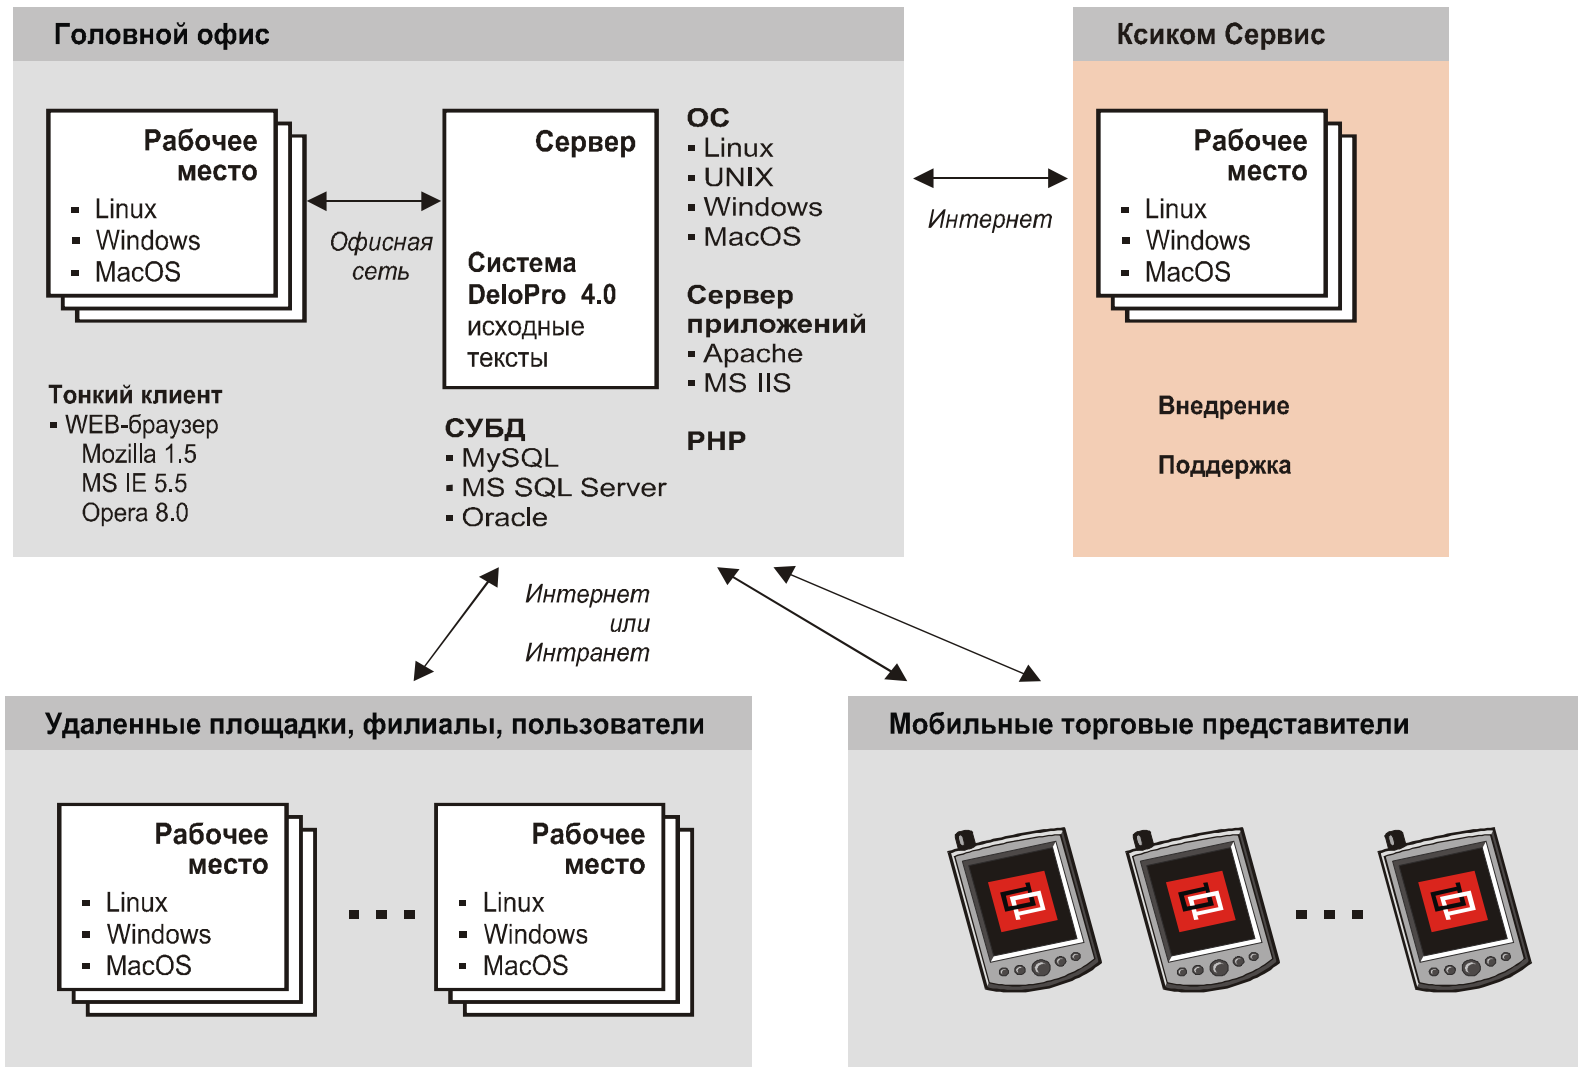 Головной офис
Рабочее
место
▪ Linux
▪ Windows
▪ MacOS
Офисная
сеть
Сервер
Система
DeloPro 4.0
исходные
тексты
ОС
▪ Linux
▪ UNIX
▪ Windows
▪ MacOS
Сервер
приложений
▪ Apache
▪ MS IIS
PHP
Тонкий клиент
▪ WEB-браузер
Mozilla 1.5
MS IE 5.5
Opera 8.0
СУБД
▪ MySQL
▪ MS SQL Server
▪ Oracle
Интернет
Ксиком Сервис
Рабочее
место
▪ Linux
▪ Windows
▪ MacOS
Внедрение
Поддержка
Интернет
или
Интранет
Удаленные площадки, филиалы, пользователи
Рабочее
место
▪ Linux
▪ Windows
▪ MacOS
▪ ▪ ▪
Рабочее
место
▪ Linux
▪ Windows
▪ MacOS
Мобильные торговые представители
▪ ▪ ▪